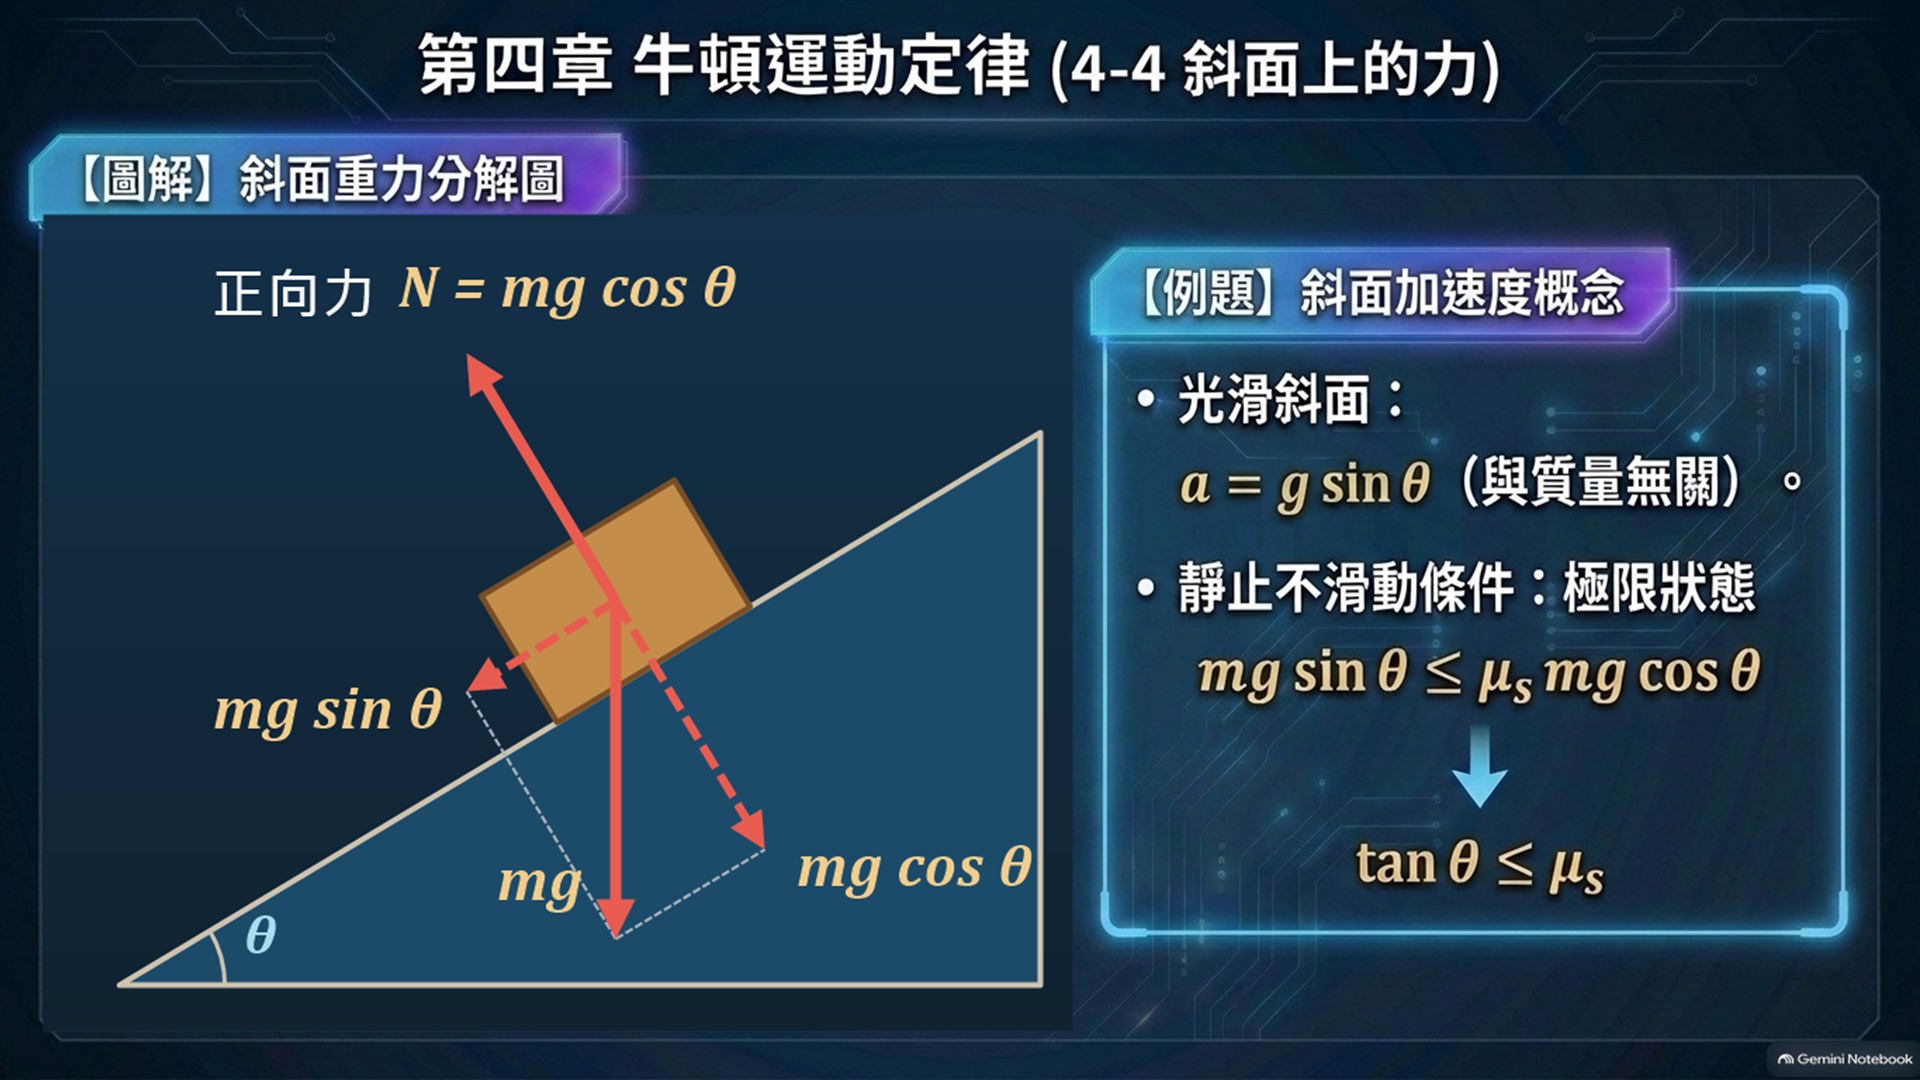 第四章 牛頓運動定律 (4-4 斜面上的力)
【圖解】斜面重力分解圖
正向力 N = mg cos θ
mg sin θ
mg
mg cos θ
θ
【例題】斜面加速度概念
• 光滑斜面：
a = g sin θ（與質量無關）。
• 靜止不滑動條件：極限狀態
mg sin θ ≤ μₛ mg cos θ
tan θ ≤ μₛ
Gemini Notebook